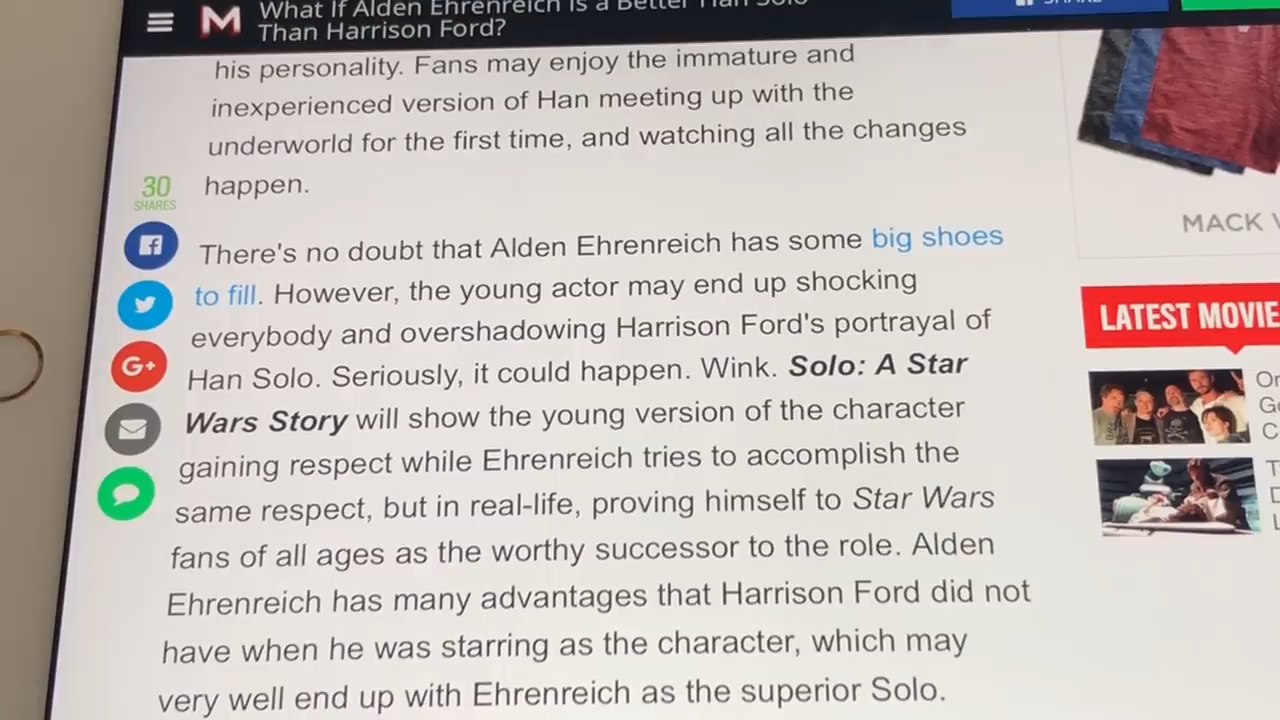 What If Alden Ehrenreich Is a Better Han Solo
Than Harrison Ford?
SHARE
his personality. Fans may enjoy the immature and
inexperienced version of Han meeting up with the
underworld for the first time, and watching all the changes
happen.
30
SHARES
There's no doubt that Alden Ehrenreich has some big shoes
to fill. However, the young actor may end up shocking
everybody and overshadowing Harrison Ford's portrayal of
Han Solo. Seriously, it could happen. Wink. Solo: A Star
Wars Story will show the young version of the character
gaining respect while Ehrenreich tries to accomplish the
same respect, but in real-life, proving himself to Star Wars
fans of all ages as the worthy successor to the role. Alden
Ehrenreich has many advantages that Harrison Ford did not
have when he was starring as the character, which may
very well end up with Ehrenreich as the superior Solo.
G+
MACK
LATEST MOVIE